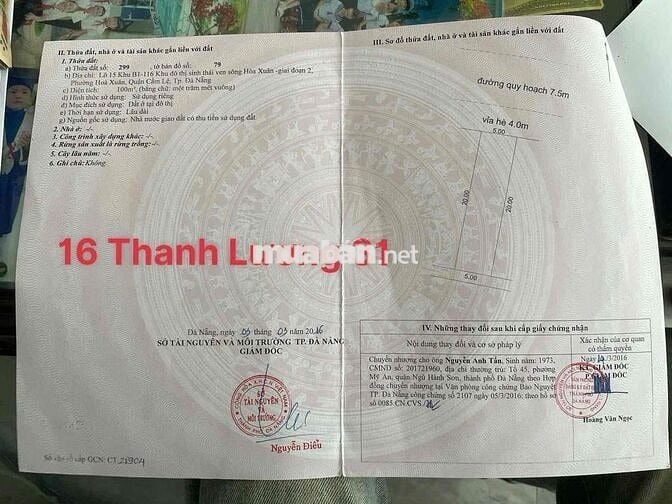 II. Thửa đất, nhà ở và tài sản khác gắn liền với đất
1. Thửa đất:
a) Thửa đất số: 299 , tờ bản đồ số: 79
b) Địa chỉ: Lô 15 Khu B1-116 Khu đô thị sinh thái ven sông Hòa Xuân -giai đoạn 2,
Phường Hoà Xuân, Quận Cẩm Lệ, Tp. Đà Nẵng
c) Diện tích: 100m², (bằng chữ: một trăm mét vuông)
d) Hình thức sử dụng: Sử dụng riêng
đ) Mục đích sử dụng: Đất ở tại đô thị
e) Thời hạn sử dụng: Lâu dài
g) Nguồn gốc sử dụng: Nhà nước giao đất có thu tiền sử dụng đất
2. Nhà ở: -/-
3. Công trình xây dựng khác: -/-
4. Rừng sản xuất là rừng trồng: -/-
5. Cây lâu năm: -/-
6. Ghi chú: Không.
16 Thanh Lương 31
muaban.net
Đà Nẵng, ngày 03 tháng 03 năm 2016
SỞ TÀI NGUYÊN VÀ MÔI TRƯỜNG TP. ĐÀ NẴNG
GIÁM ĐỐC
SỞ
TÀI NGUYÊN
VÀ
MÔI TRƯỜNG
Nguyễn Điểu
Số vào sổ cấp GCN: CT 21904
III. Sơ đồ thửa đất, nhà ở và tài sản khác gắn liền với đất
đường quy hoạch 7.5m
vỉa hè 4.0m
5.00
20.00
20.00
5.00
IV. Những thay đổi sau khi cấp giấy chứng nhận
Nội dung thay đổi và cơ sở pháp lý
Xác nhận của cơ quan
có thẩm quyền
Chuyển nhượng cho ông Nguyễn Anh Tấn, Sinh năm: 1973,
CMND số: 201721960, địa chỉ thường trú: Tổ 45, phường
Mỹ An, quận Ngũ Hành Sơn, thành phố Đà Nẵng theo Hợp
đồng chuyển nhượng tại Văn phòng công chứng Bảo Nguyệt
TP. Đà Nẵng công chứng số 2107 ngày 05/3/2016; theo hồ sơ
số 0085.CN.CVS
/3/2016
KT. GIÁM ĐỐC
P. GIÁM ĐỐC
Hoàng Văn Ngọc